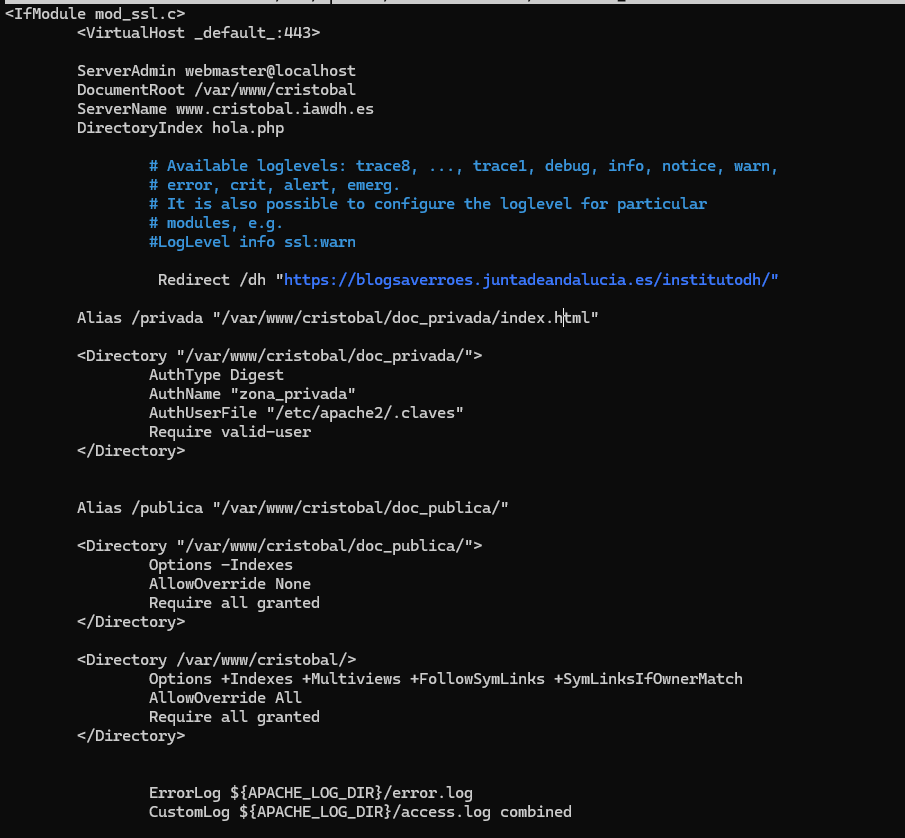 <IfModule mod_ssl.c>
<VirtualHost _default_:443>
ServerAdmin webmaster@localhost
DocumentRoot /var/www/cristobal
ServerName www.cristobal.iawdh.es
DirectoryIndex hola.php
# Available loglevels: trace8, ..., trace1, debug, info, notice, warn,
# error, crit, alert, emerg.
# It is also possible to configure the loglevel for particular
# modules, e.g.
#LogLevel info ssl:warn
Redirect /dh "https://blogsaverroes.juntadeandalucia.es/institutodh/"
Alias /privada "/var/www/cristobal/doc_privada/index.html"
<Directory "/var/www/cristobal/doc_privada/">
AuthType Digest
AuthName "zona_privada"
AuthUserFile "/etc/apache2/.claves"
Require valid-user
</Directory>
Alias /publica "/var/www/cristobal/doc_publica/"
<Directory "/var/www/cristobal/doc_publica/">
Options -Indexes
AllowOverride None
Require all granted
</Directory>
<Directory /var/www/cristobal/>
Options +Indexes +Multiviews +FollowSymLinks +SymLinksIfOwnerMatch
AllowOverride All
Require all granted
</Directory>
ErrorLog ${APACHE_LOG_DIR}/error.log
CustomLog ${APACHE_LOG_DIR}/access.log combined